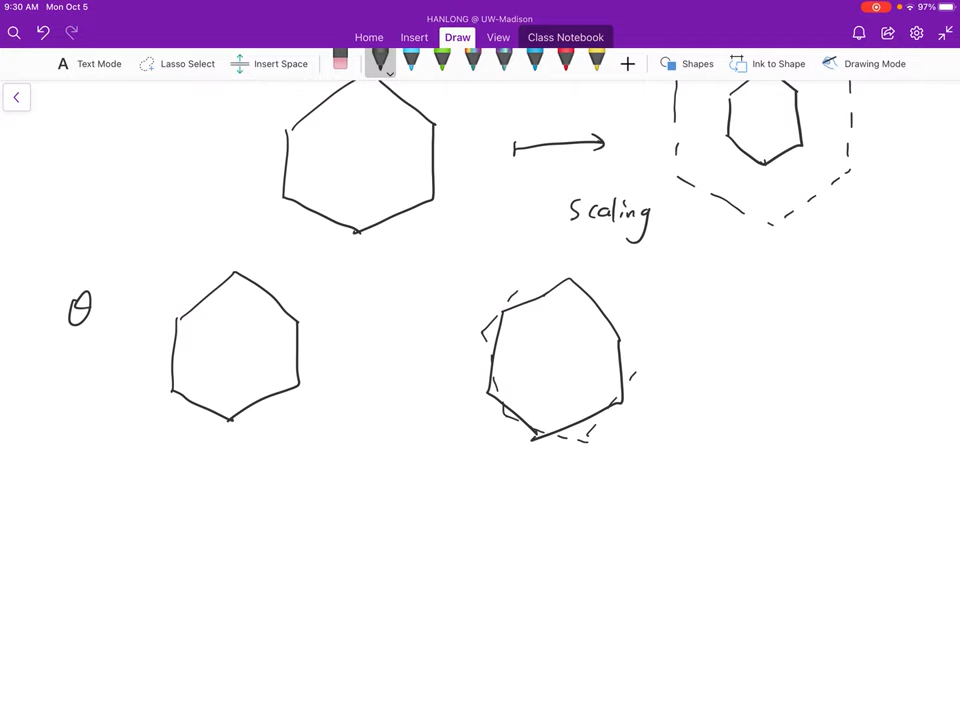 9:30 AM Mon Oct 5
97%
HANLONG @ UW-Madison
Home Insert Draw View Class Notebook
Text Mode Lasso Select Insert Space Shapes Ink to Shape Drawing Mode
Scaling
θ